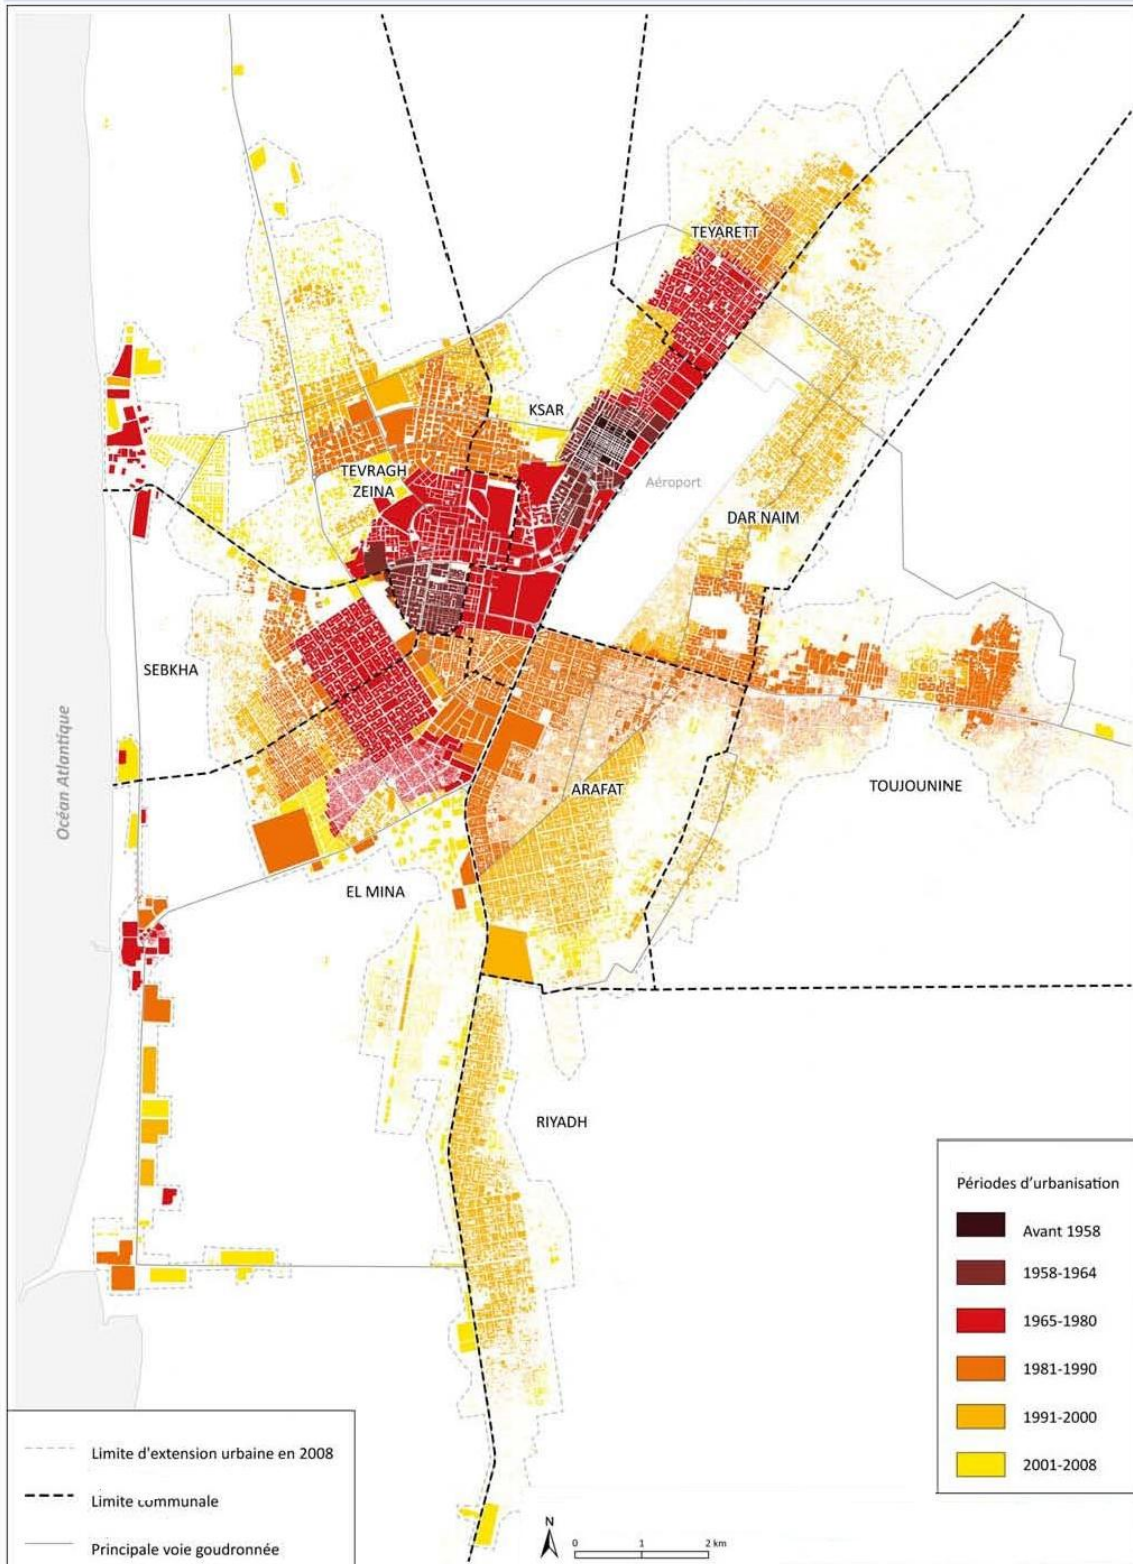 TEYARETT
KSAR
TEVRAGH
ZEINA
Aéroport
DAR NAIM
SEBKHA
Océan Atlantique
TOUJOUNINE
ARAFAT
EL MINA
RIYADH
Périodes d'urbanisation
Avant 1958
1958-1964
1965-1980
1981-1990
1991-2000
2001-2008
Limite d'extension urbaine en 2008
Limite communale
Principale voie goudronnée
N
0 1 2 km